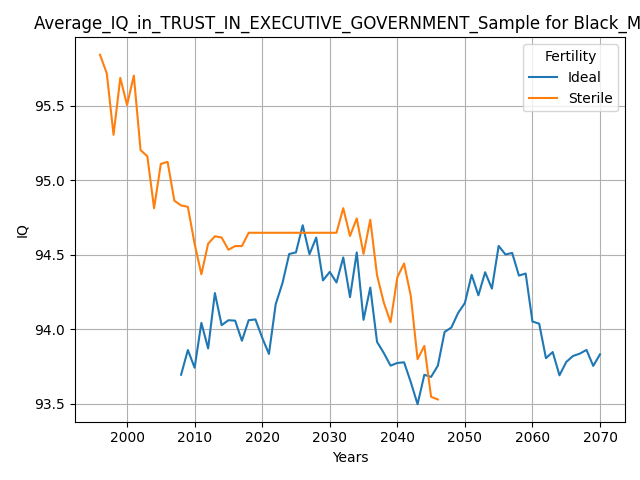 Average_IQ_in_TRUST_IN_EXECUTIVE_GOVERNMENT_Sample for Black_M
Fertility
Ideal
Sterile
95.5
95.0
94.5
94.0
93.5
IQ
2000 2010 2020 2030 2040 2050 2060 2070
Years